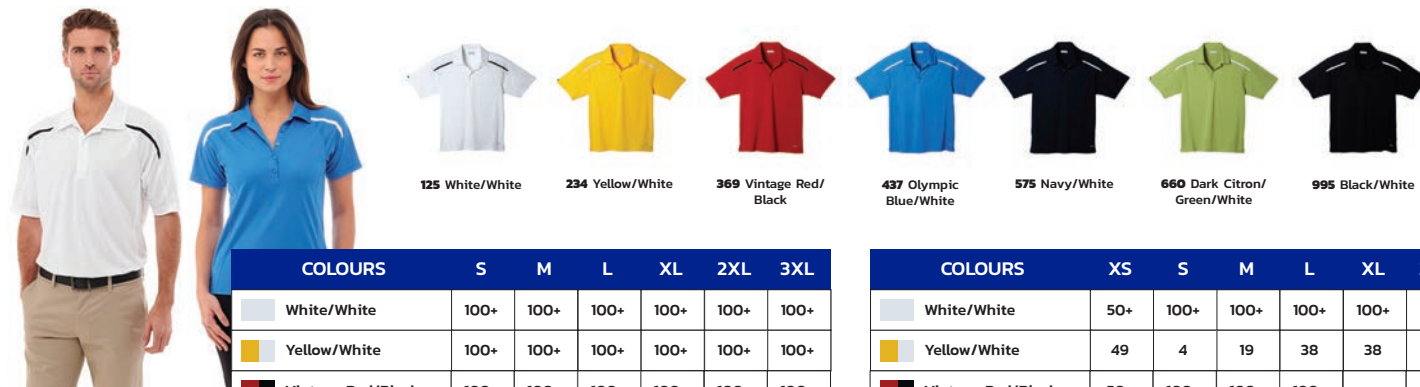 125 White/White
234 Yellow/White
369 Vintage Red/
Black
437 Olympic
Blue/White
575 Navy/White
660 Dark Citron/
Green/White
995 Black/White
COLOURS S M L XL 2XL 3XL
White/White 100+ 100+ 100+ 100+ 100+ 100+
Yellow/White 100+ 100+ 100+ 100+ 100+ 100+
COLOURS XS S M L XL
White/White 50+ 100+ 100+ 100+ 100+
Yellow/White 49 4 19 38 38